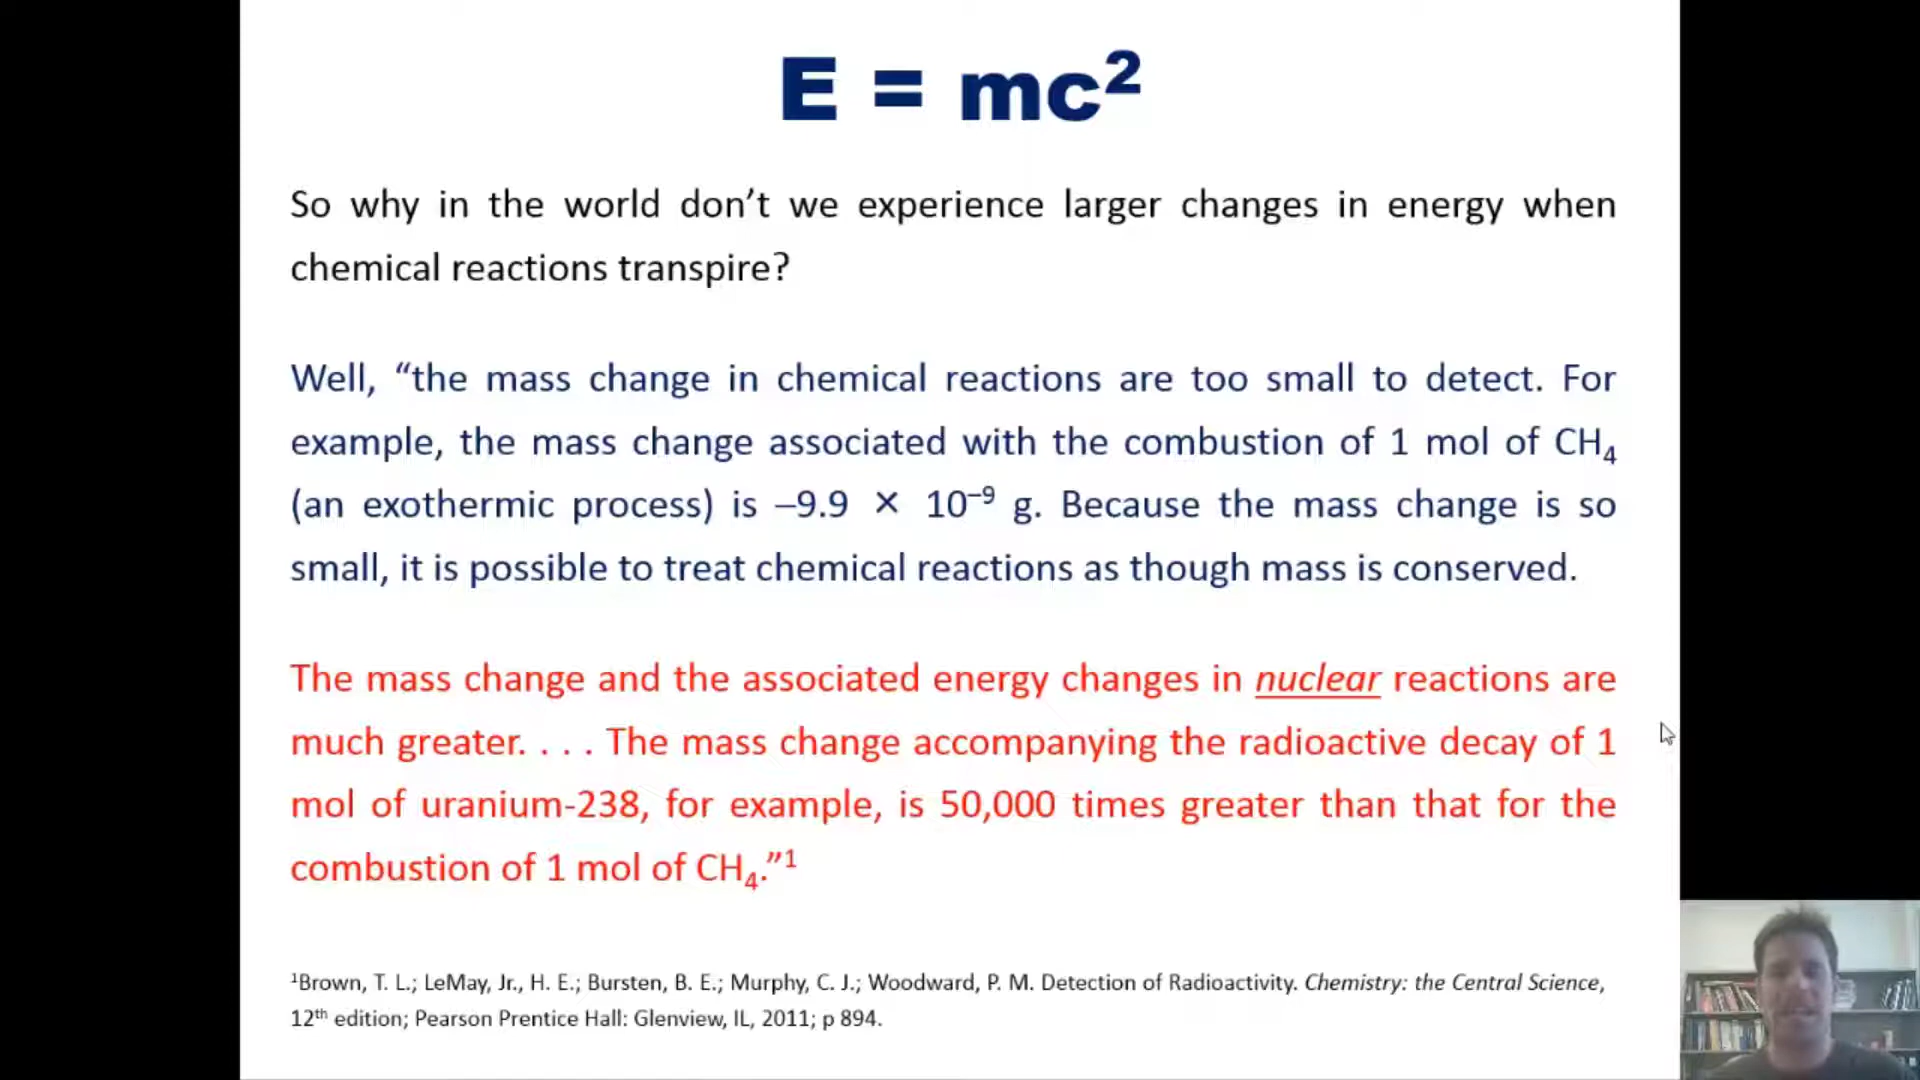 E = mc²
So why in the world don’t we experience larger changes in energy when
chemical reactions transpire?
Well, “the mass change in chemical reactions are too small to detect. For
example, the mass change associated with the combustion of 1 mol of CH₄
(an exothermic process) is –9.9 × 10⁻⁹ g. Because the mass change is so
small, it is possible to treat chemical reactions as though mass is conserved.
The mass change and the associated energy changes in nuclear reactions are
much greater. . . . The mass change accompanying the radioactive decay of 1
mol of uranium-238, for example, is 50,000 times greater than that for the
combustion of 1 mol of CH₄.”¹
¹Brown, T. L.; LeMay, Jr., H. E.; Bursten, B. E.; Murphy, C. J.; Woodward, P. M. Detection of Radioactivity. Chemistry: the Central Science,
12th edition; Pearson Prentice Hall: Glenview, IL, 2011; p 894.